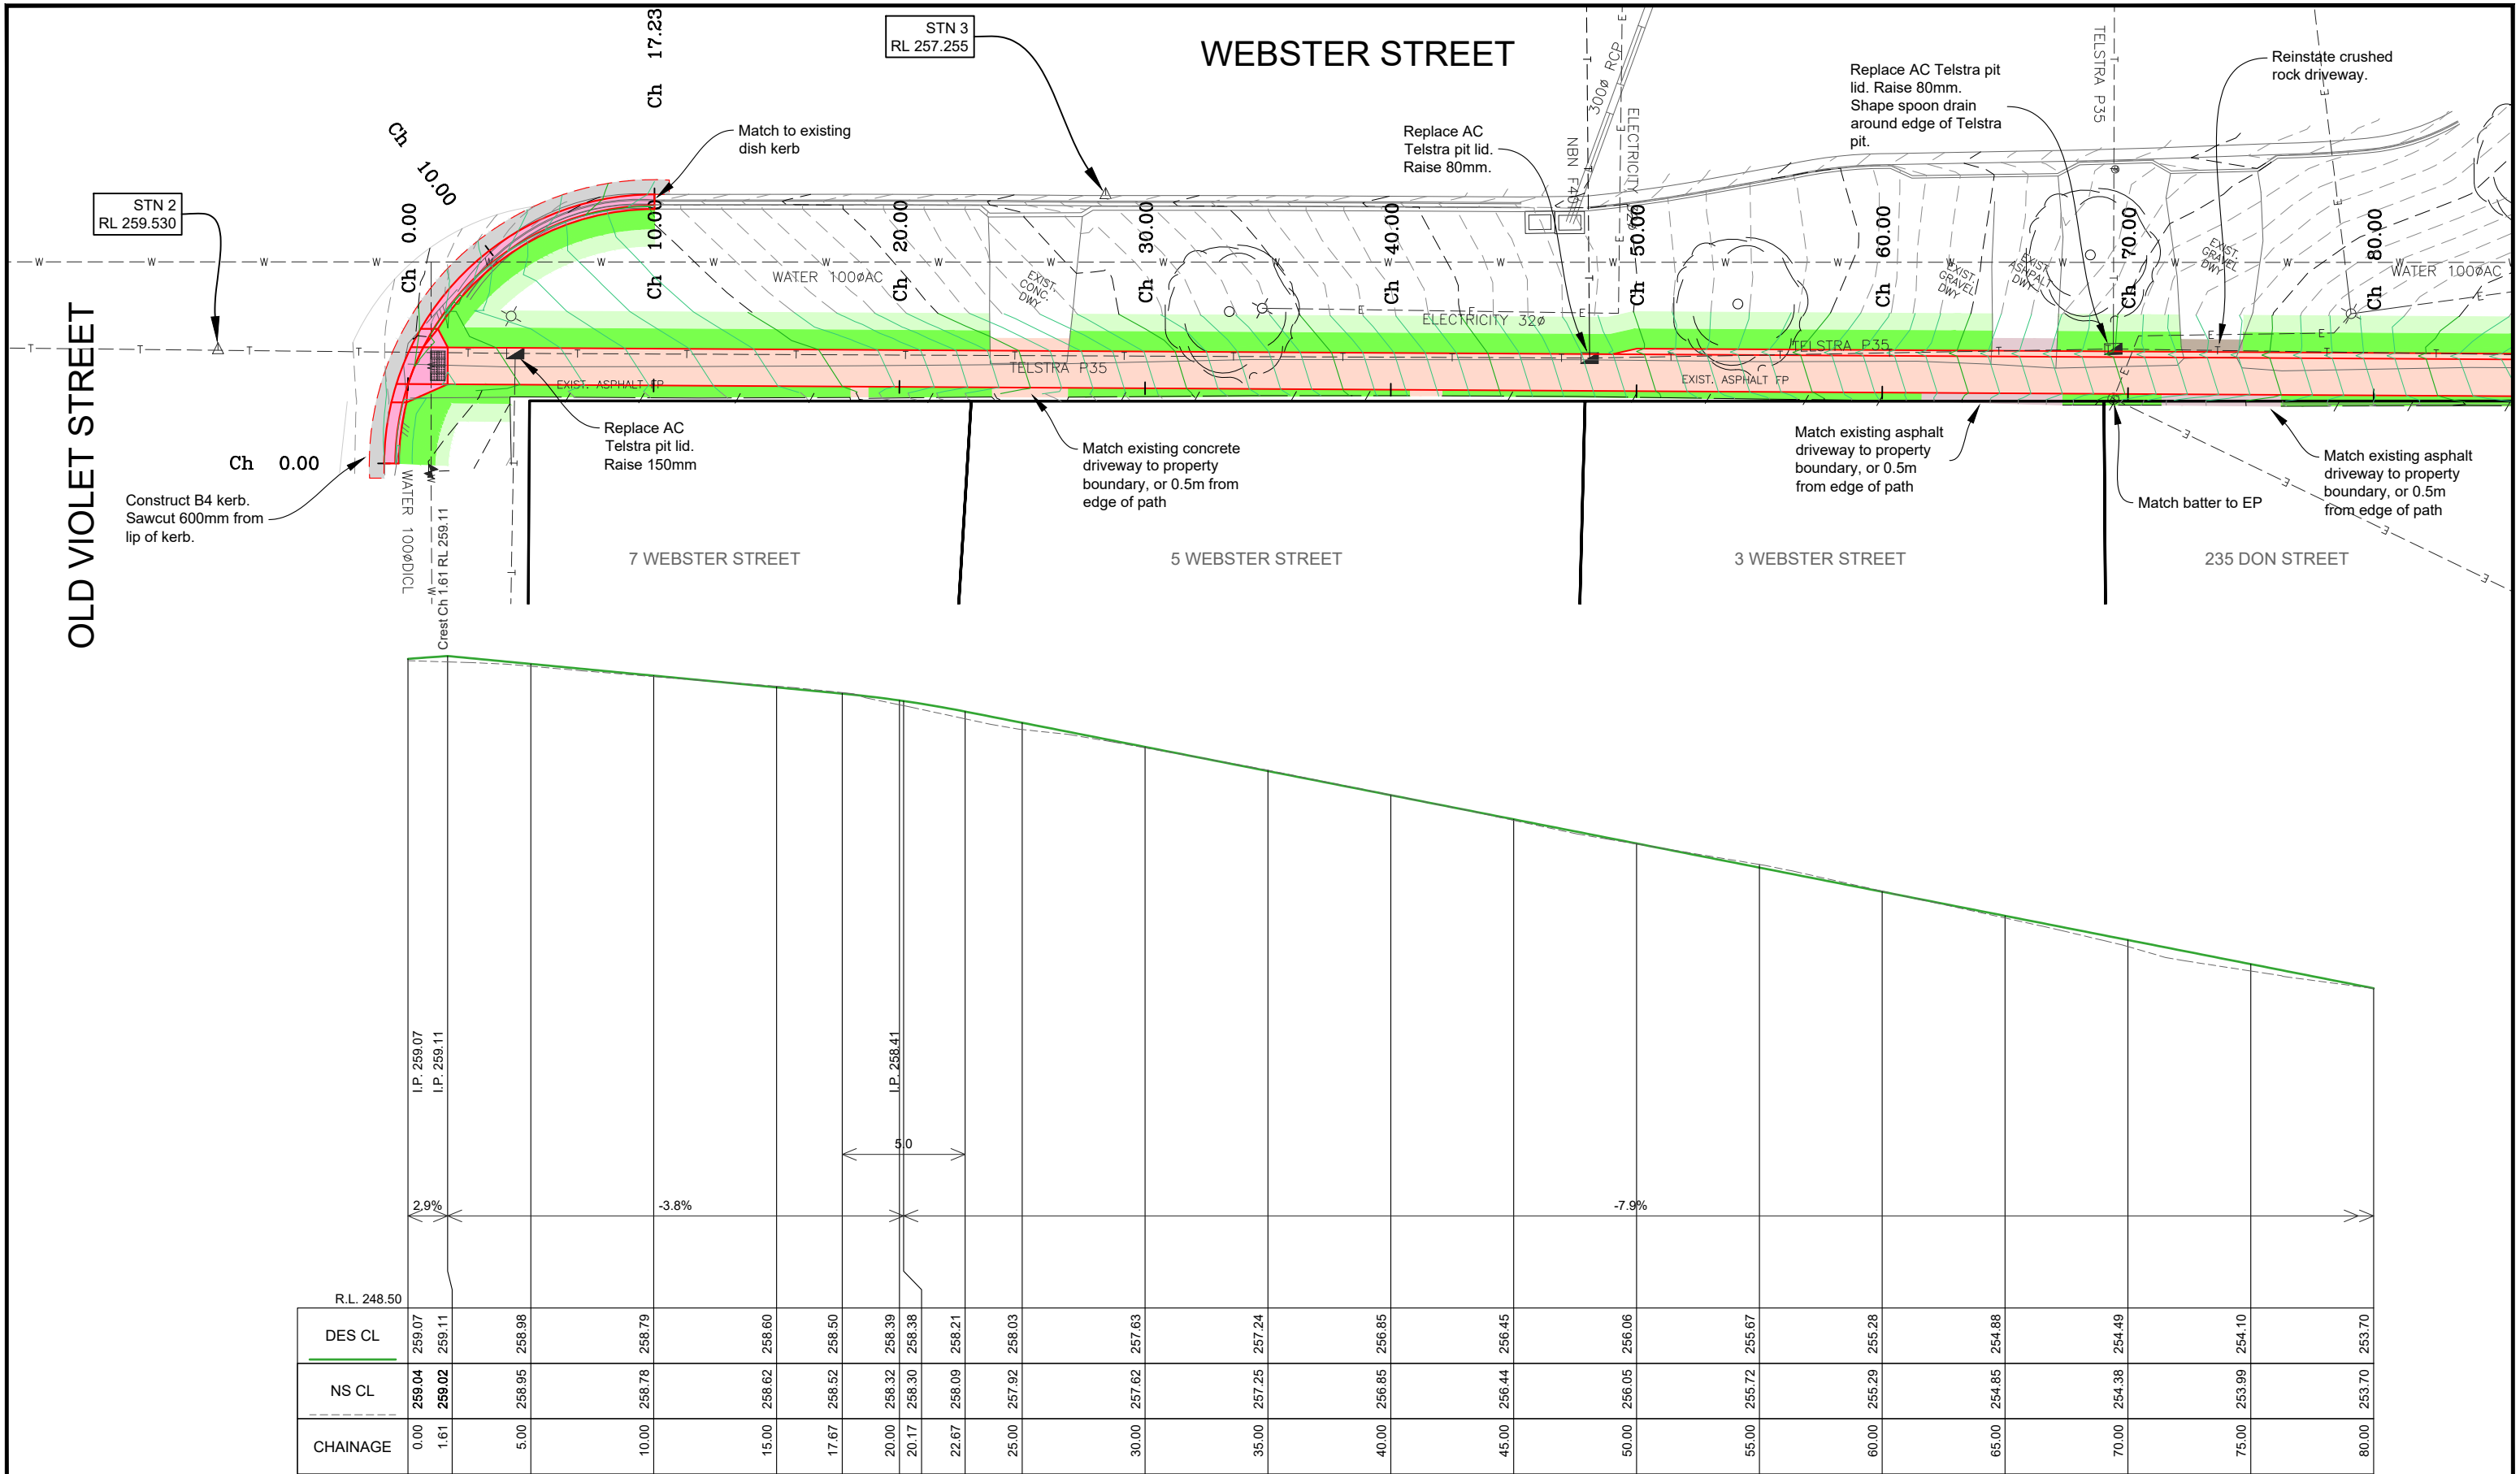 WEBSTER STREET
STN 3
RL 257.255
Ch 17.23
Ch 10.00
Match to existing
dish kerb
STN 2
RL 259.530
Replace AC
Telstra pit lid.
Raise 80mm.
Replace AC Telstra pit
lid. Raise 80mm.
Shape spoon drain
around edge of Telstra
pit.
Reinstate crushed
rock driveway.
300ø RCP
ELECTRICITY
NBN F40
TELSTRA P35
Ch 0.00
Ch 10.00
Ch 20.00
Ch 30.00
Ch 40.00
Ch 50.00
Ch 60.00
Ch 70.00
Ch 80.00
WATER 100øAC
WATER 100øAC
EXIST.
CONC.
DWY
EXIST.
GRAVEL
DWY
EXIST.
ASHPALT
DWY
EXIST.
GRAVEL
DWY
ELECTRICITY 32ø
TELSTRA P35
TELSTRA P35
EXIST. ASPHALT FP
EXIST. ASPHALT FP
OLD VIOLET STREET
Ch 0.00
Construct B4 kerb.
Sawcut 600mm from
lip of kerb.
WATER 100øDICL
Replace AC
Telstra pit lid.
Raise 150mm
Match existing concrete
driveway to property
boundary, or 0.5m from
edge of path
Match existing asphalt
driveway to property
boundary, or 0.5m
from edge of path
Match batter to EP
Match existing asphalt
driveway to property
boundary, or 0.5m
from edge of path
7 WEBSTER STREET
5 WEBSTER STREET
3 WEBSTER STREET
235 DON STREET
Crest Ch 1.61 RL 259.11
I.P. 259.07
I.P. 259.11
I.P. 258.41
5.0
2.9%
-3.8%
-7.9%
R.L. 248.50
DES CL 259.07 259.11 258.98 258.79 258.60 258.50 258.39 258.38 258.21 258.03 257.63 257.24 256.85 256.45 256.06 255.67 255.28 254.88 254.49 254.10 253.70
NS CL 259.04 259.02 258.95 258.78 258.62 258.52 258.32 258.30 258.09 257.92 257.62 257.25 256.85 256.44 256.05 255.72 255.29 254.85 254.38 253.99 253.70
CHAINAGE 0.00 1.61 5.00 10.00 15.00 17.67 20.00 20.17 22.67 25.00 30.00 35.00 40.00 45.00 50.00 55.00 60.00 65.00 70.00 75.00 80.00